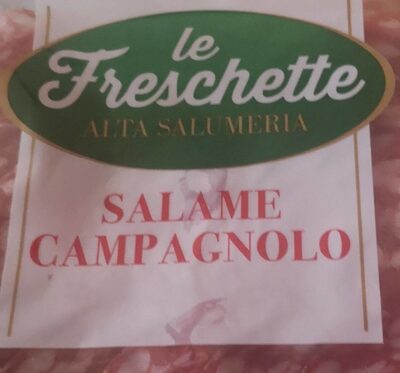 le
Freschette
ALTA SALUMERIA
SALAME
CAMPAGNOLO